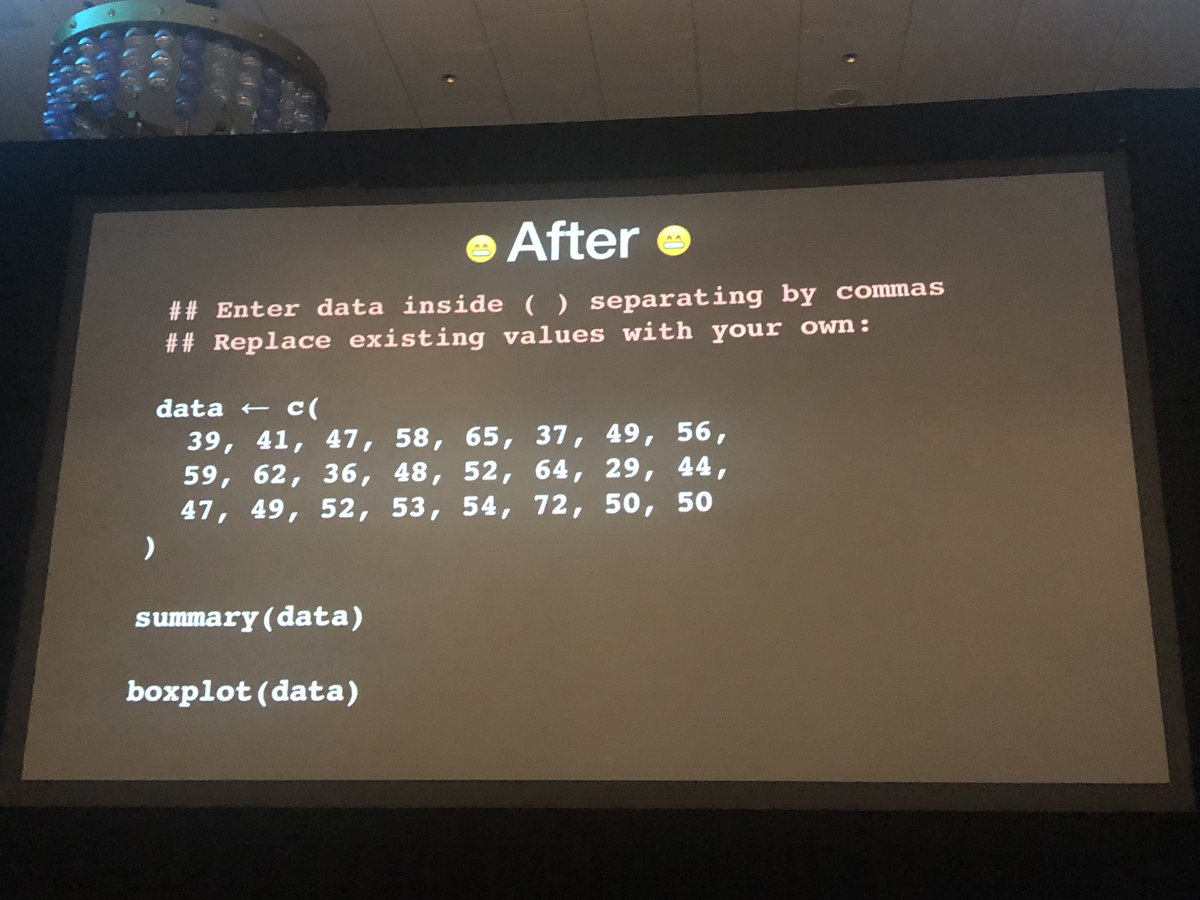 😁 After 😁
## Enter data inside ( ) separating by commas
## Replace existing values with your own:
data ← c(
39, 41, 47, 58, 65, 37, 49, 56,
59, 62, 36, 48, 52, 64, 29, 44,
47, 49, 52, 53, 54, 72, 50, 50
)
summary(data)
boxplot(data)